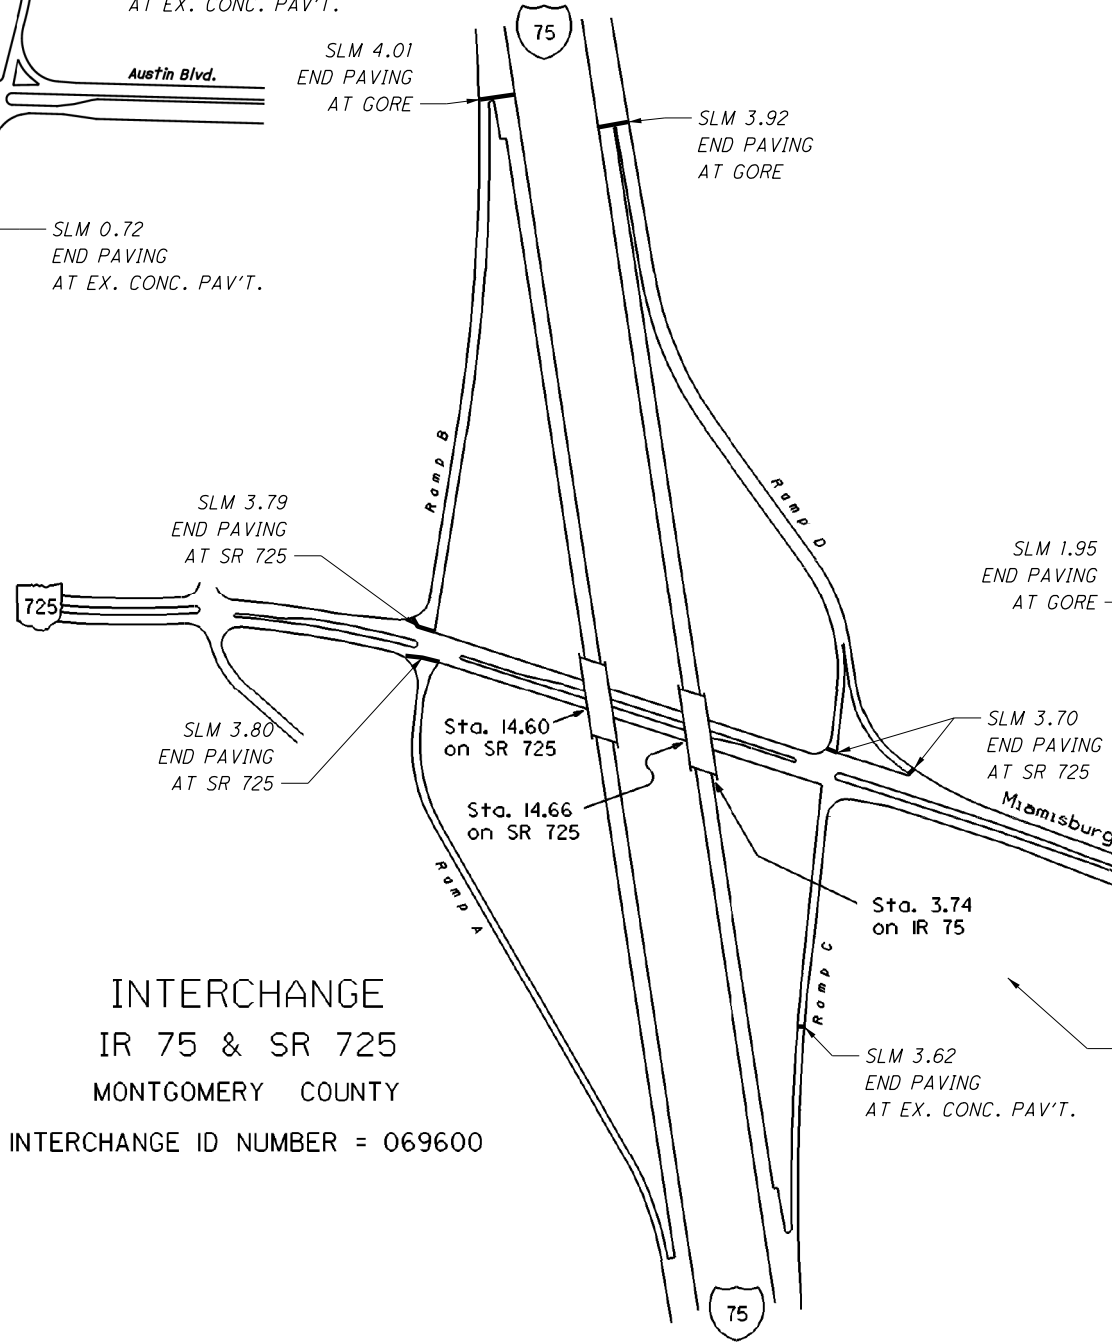 AT EX. CONC. PAV'T.
75
SLM 4.01
END PAVING
AT GORE
Austin Blvd.
SLM 3.92
END PAVING
AT GORE
SLM 0.72
END PAVING
AT EX. CONC. PAV'T.
Ramp B
Ramp D
SLM 3.79
END PAVING
AT SR 725
SLM 1.95
END PAVING
AT GORE
725
SLM 3.80
END PAVING
AT SR 725
Sta. 14.60
on SR 725
SLM 3.70
END PAVING
AT SR 725
Sta. 14.66
on SR 725
Miamisburg
Ramp A
Sta. 3.74
on IR 75
Ramp C
INTERCHANGE
IR 75 & SR 725
MONTGOMERY COUNTY
INTERCHANGE ID NUMBER = 069600
SLM 3.62
END PAVING
AT EX. CONC. PAV'T.
75